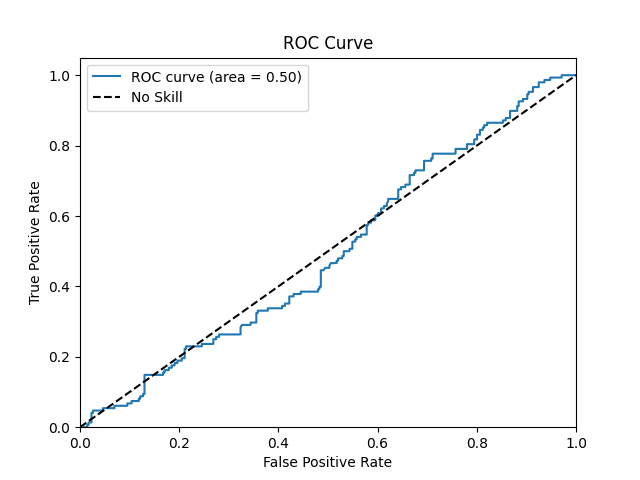 ROC Curve
ROC curve (area = 0.50)
No Skill
1.0
0.8
0.6
0.4
0.2
0.0
True Positive Rate
0.0 0.2 0.4 0.6 0.8 1.0
False Positive Rate